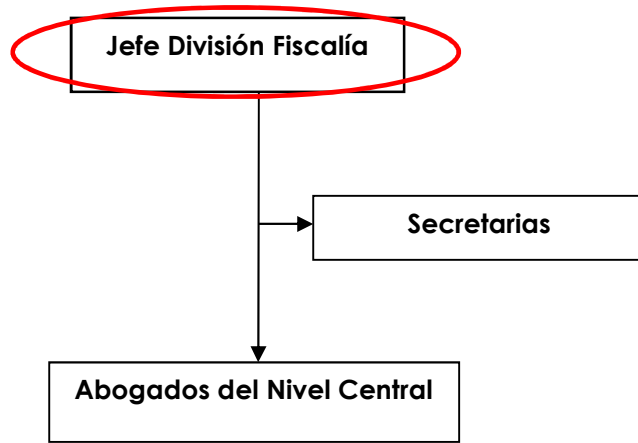 Jefe División Fiscalía
Secretarias
Abogados del Nivel Central